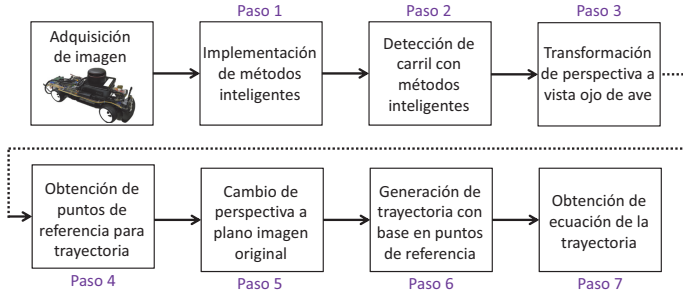 Paso 1
Paso 2
Paso 3
Adquisición
de imagen
Implementación
de métodos
inteligentes
Detección de
carril con
métodos
inteligentes
Transformación
de perspectiva a
vista ojo de ave
Obtención de
puntos de
referencia para
trayectoria
Cambio de
perspectiva a
plano imagen
original
Generación de
trayectoria con
base en puntos
de referencia
Obtención de
ecuación de la
trayectoria
Paso 4
Paso 5
Paso 6
Paso 7